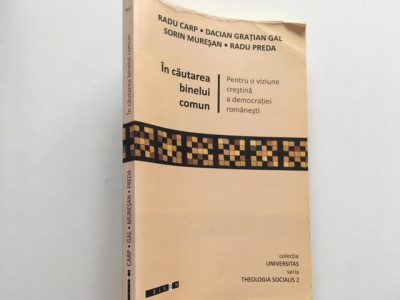 RADU CARP • DACIAN GRAȚIAN GAL
SORIN MUREȘAN • RADU PREDA
În căutarea
binelui
comun
Pentru o viziune
creștină
a democrației
românești
colecția
UNIVERSITAS
seria
THEOLOGIA SOCIALIS 2
În căutarea binelui comun
CARP • GAL • MUREȘAN • PREDA